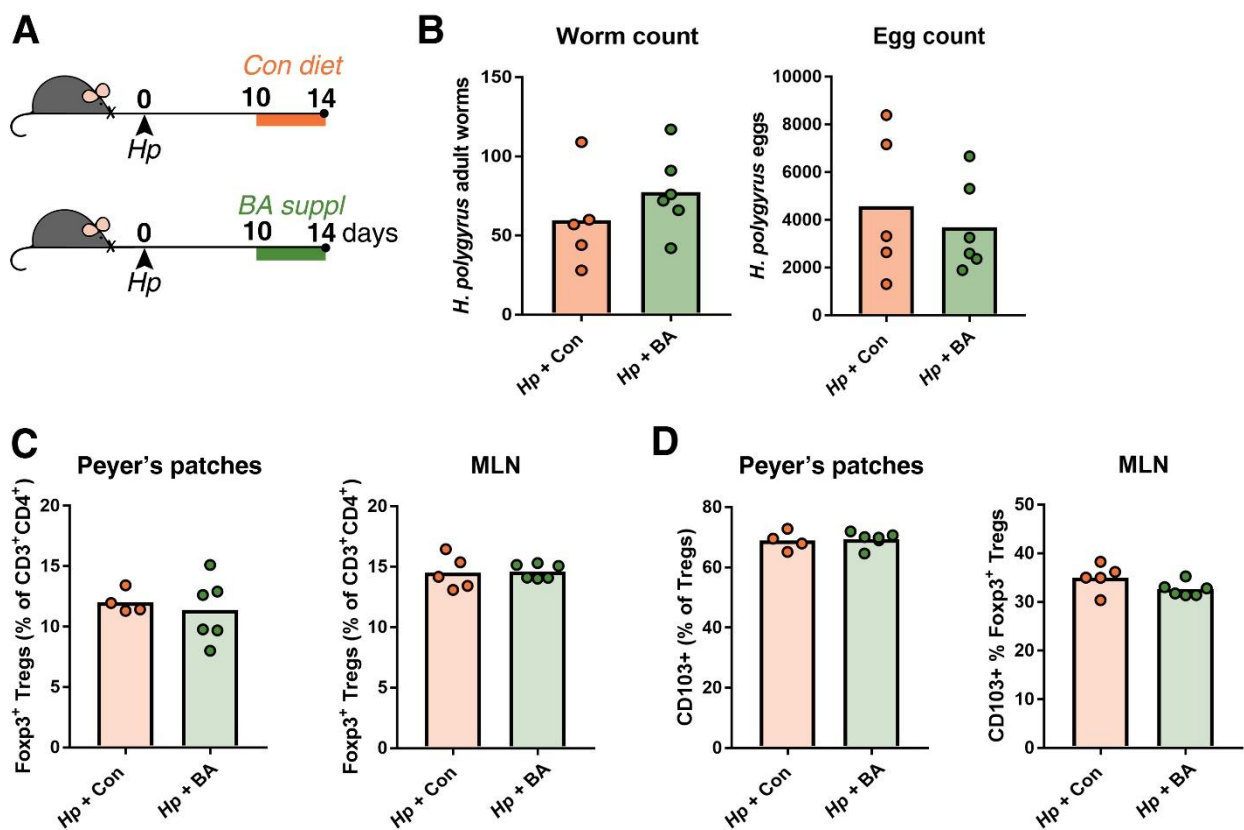 A
Con diet
0 10 14
Hp
BA suppl
0 10 14 days
Hp
B
Worm count
H. polygyrus adult worms
150
100
50
0
Hp + Con
Hp + BA
Egg count
H. polygyrus eggs
10000
8000
6000
4000
2000
0
Hp + Con
Hp + BA
C
Peyer's patches
Foxp3⁺ Tregs (% of CD3⁺CD4⁺)
20
15
10
5
0
Hp + Con
Hp + BA
MLN
Foxp3⁺ Tregs (% of CD3⁺CD4⁺)
20
15
10
5
0
Hp + Con
Hp + BA
D
Peyer's patches
CD103+ (% of Tregs)
80
60
40
20
0
Hp + Con
Hp + BA
MLN
CD103+ % Foxp3⁺ Tregs
50
40
30
20
10
0
Hp + Con
Hp + BA